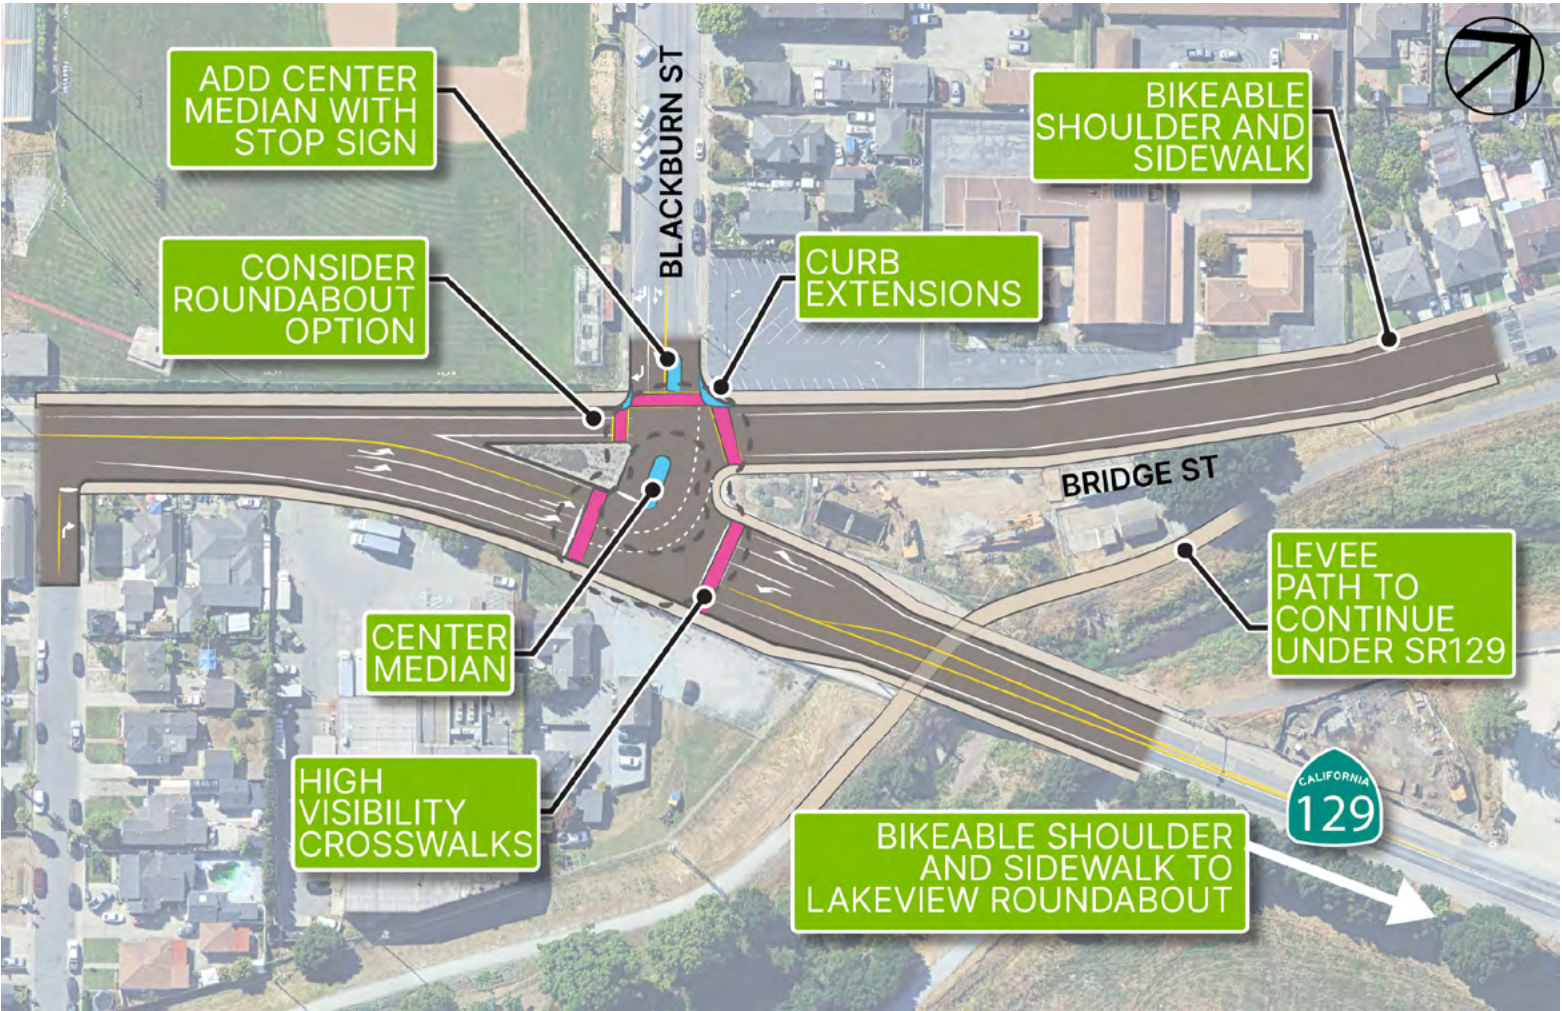 BLACKBURN ST
ADD CENTER
MEDIAN WITH
STOP SIGN
BIKEABLE
SHOULDER AND
SIDEWALK
CONSIDER
ROUNDABOUT
OPTION
CURB
EXTENSIONS
BRIDGE ST
LEVEE
PATH TO
CONTINUE
UNDER SR129
CENTER
MEDIAN
HIGH
VISIBILITY
CROSSWALKS
CALIFORNIA
129
BIKEABLE SHOULDER
AND SIDEWALK TO
LAKEVIEW ROUNDABOUT